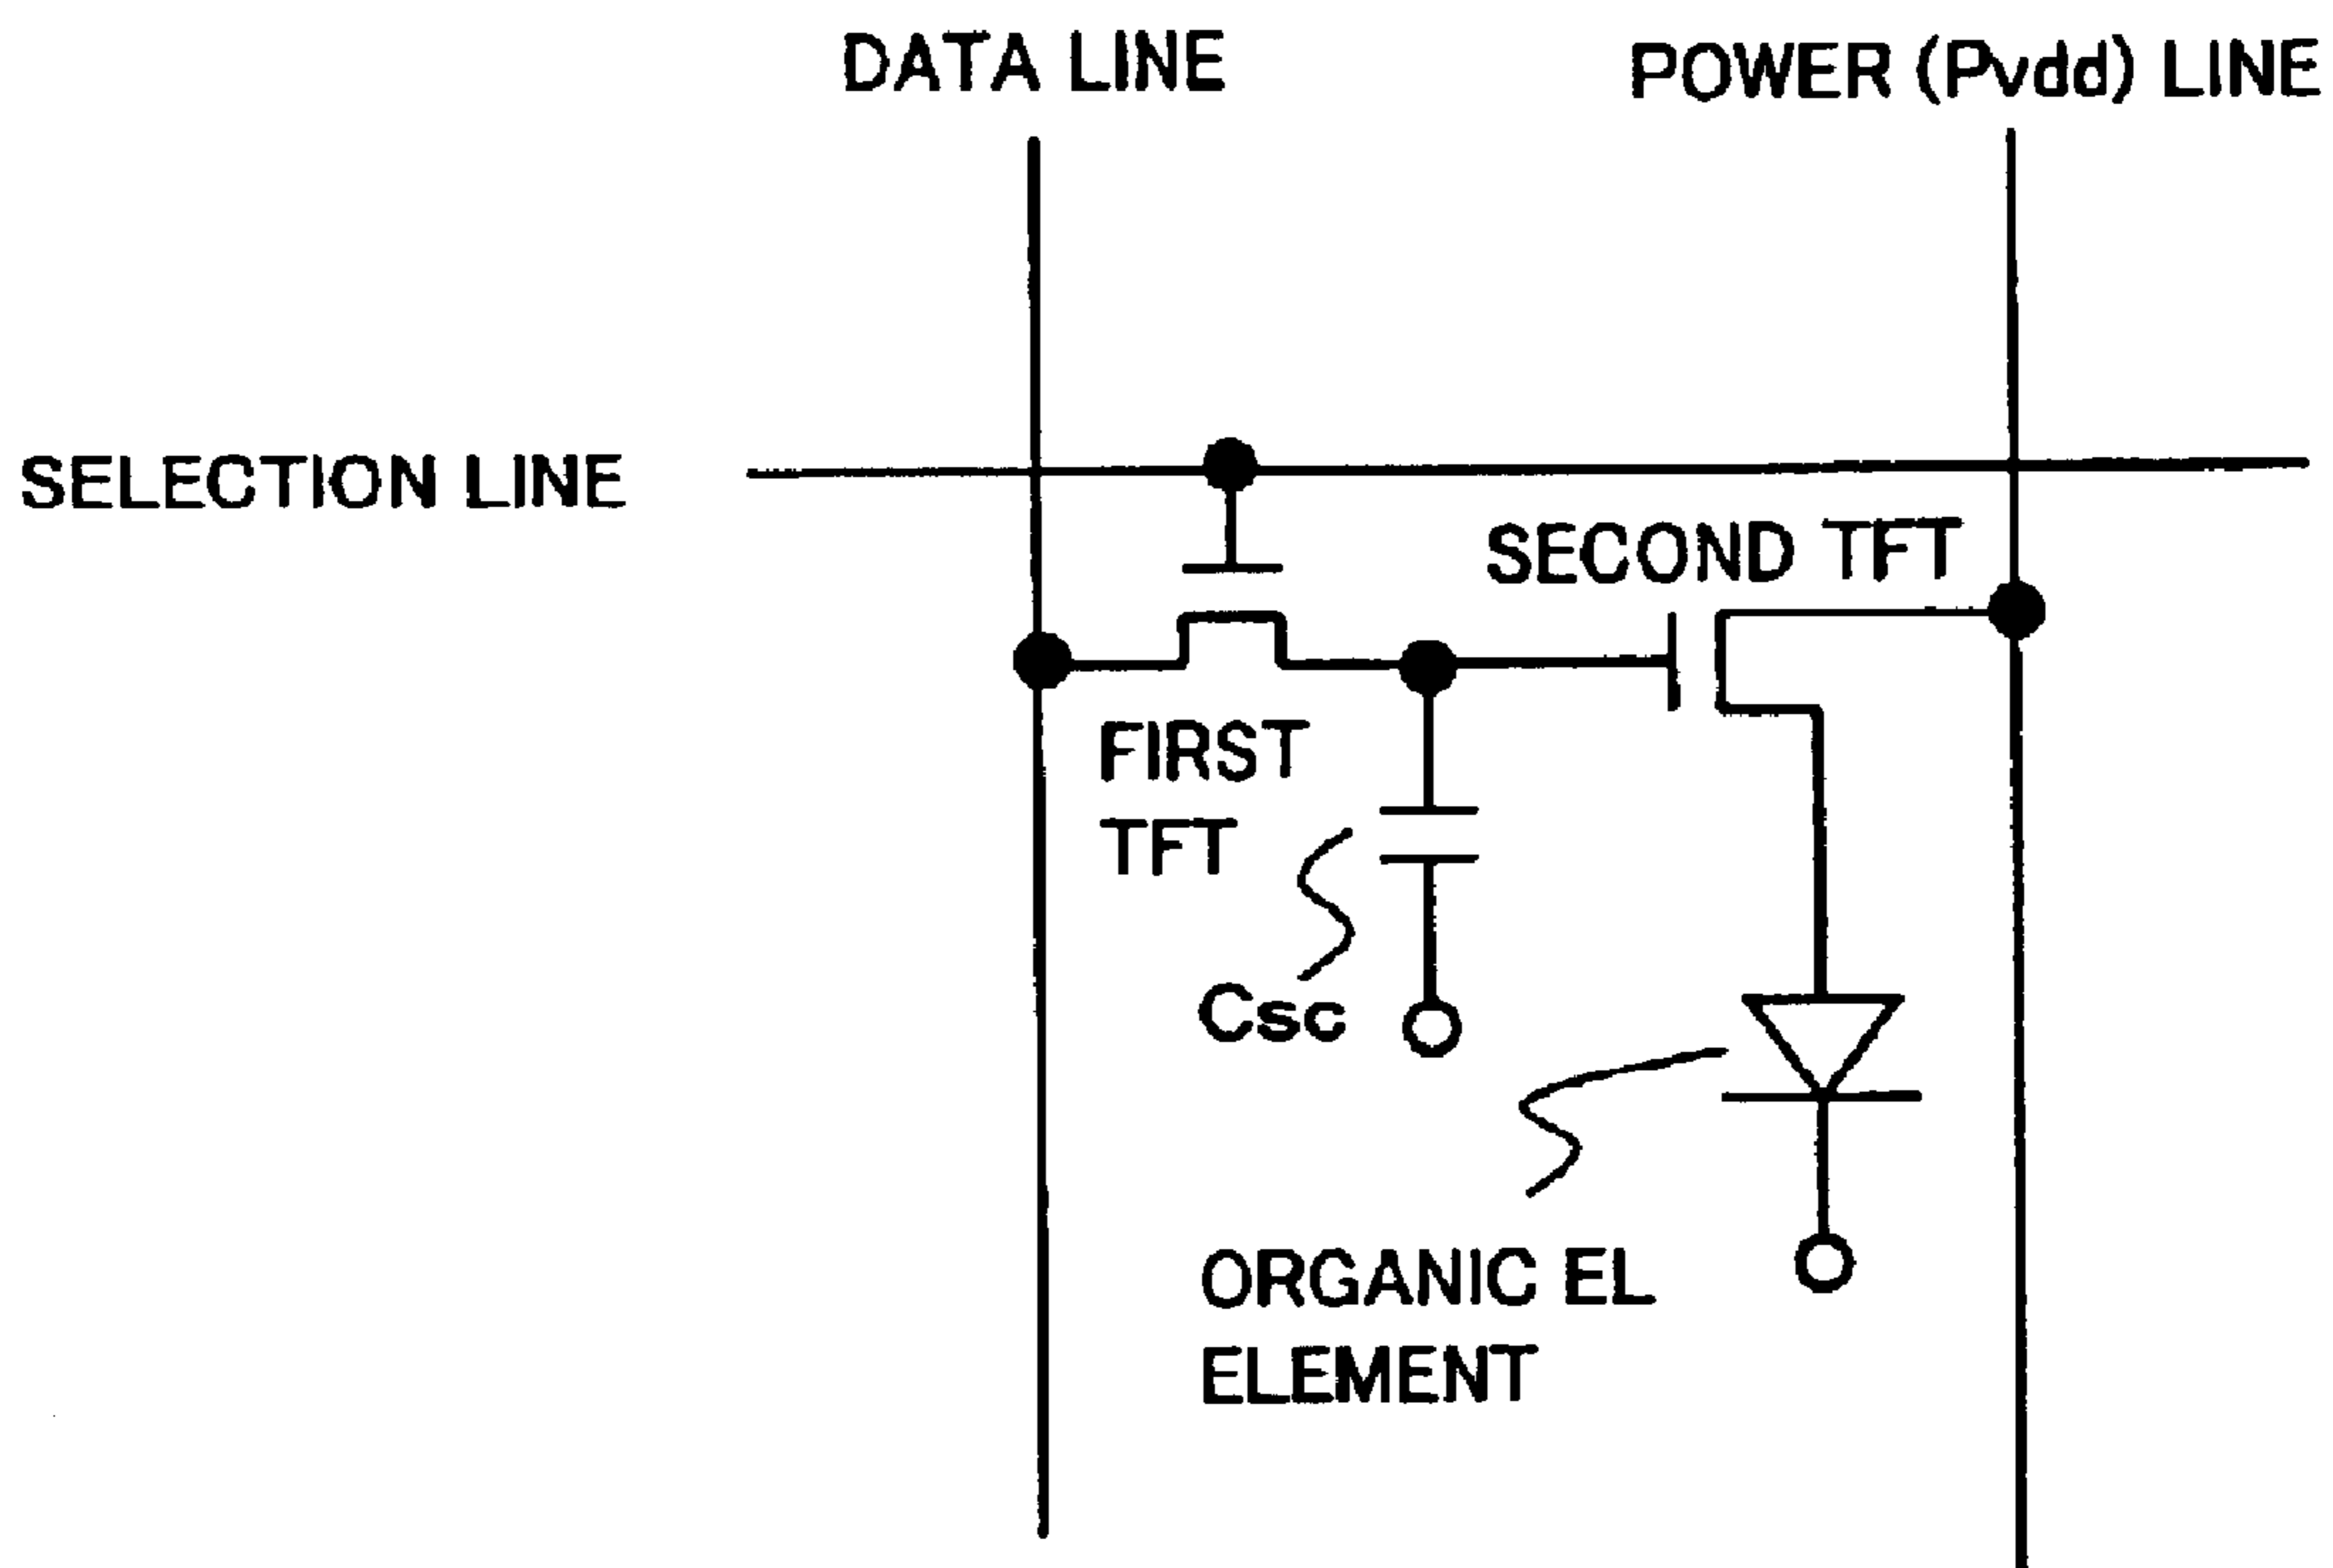 DATA LINE
POWER (Pvdd) LINE
SELECTION LINE
SECOND TFT
FIRST
TFT
Csc
ORGANIC EL
ELEMENT